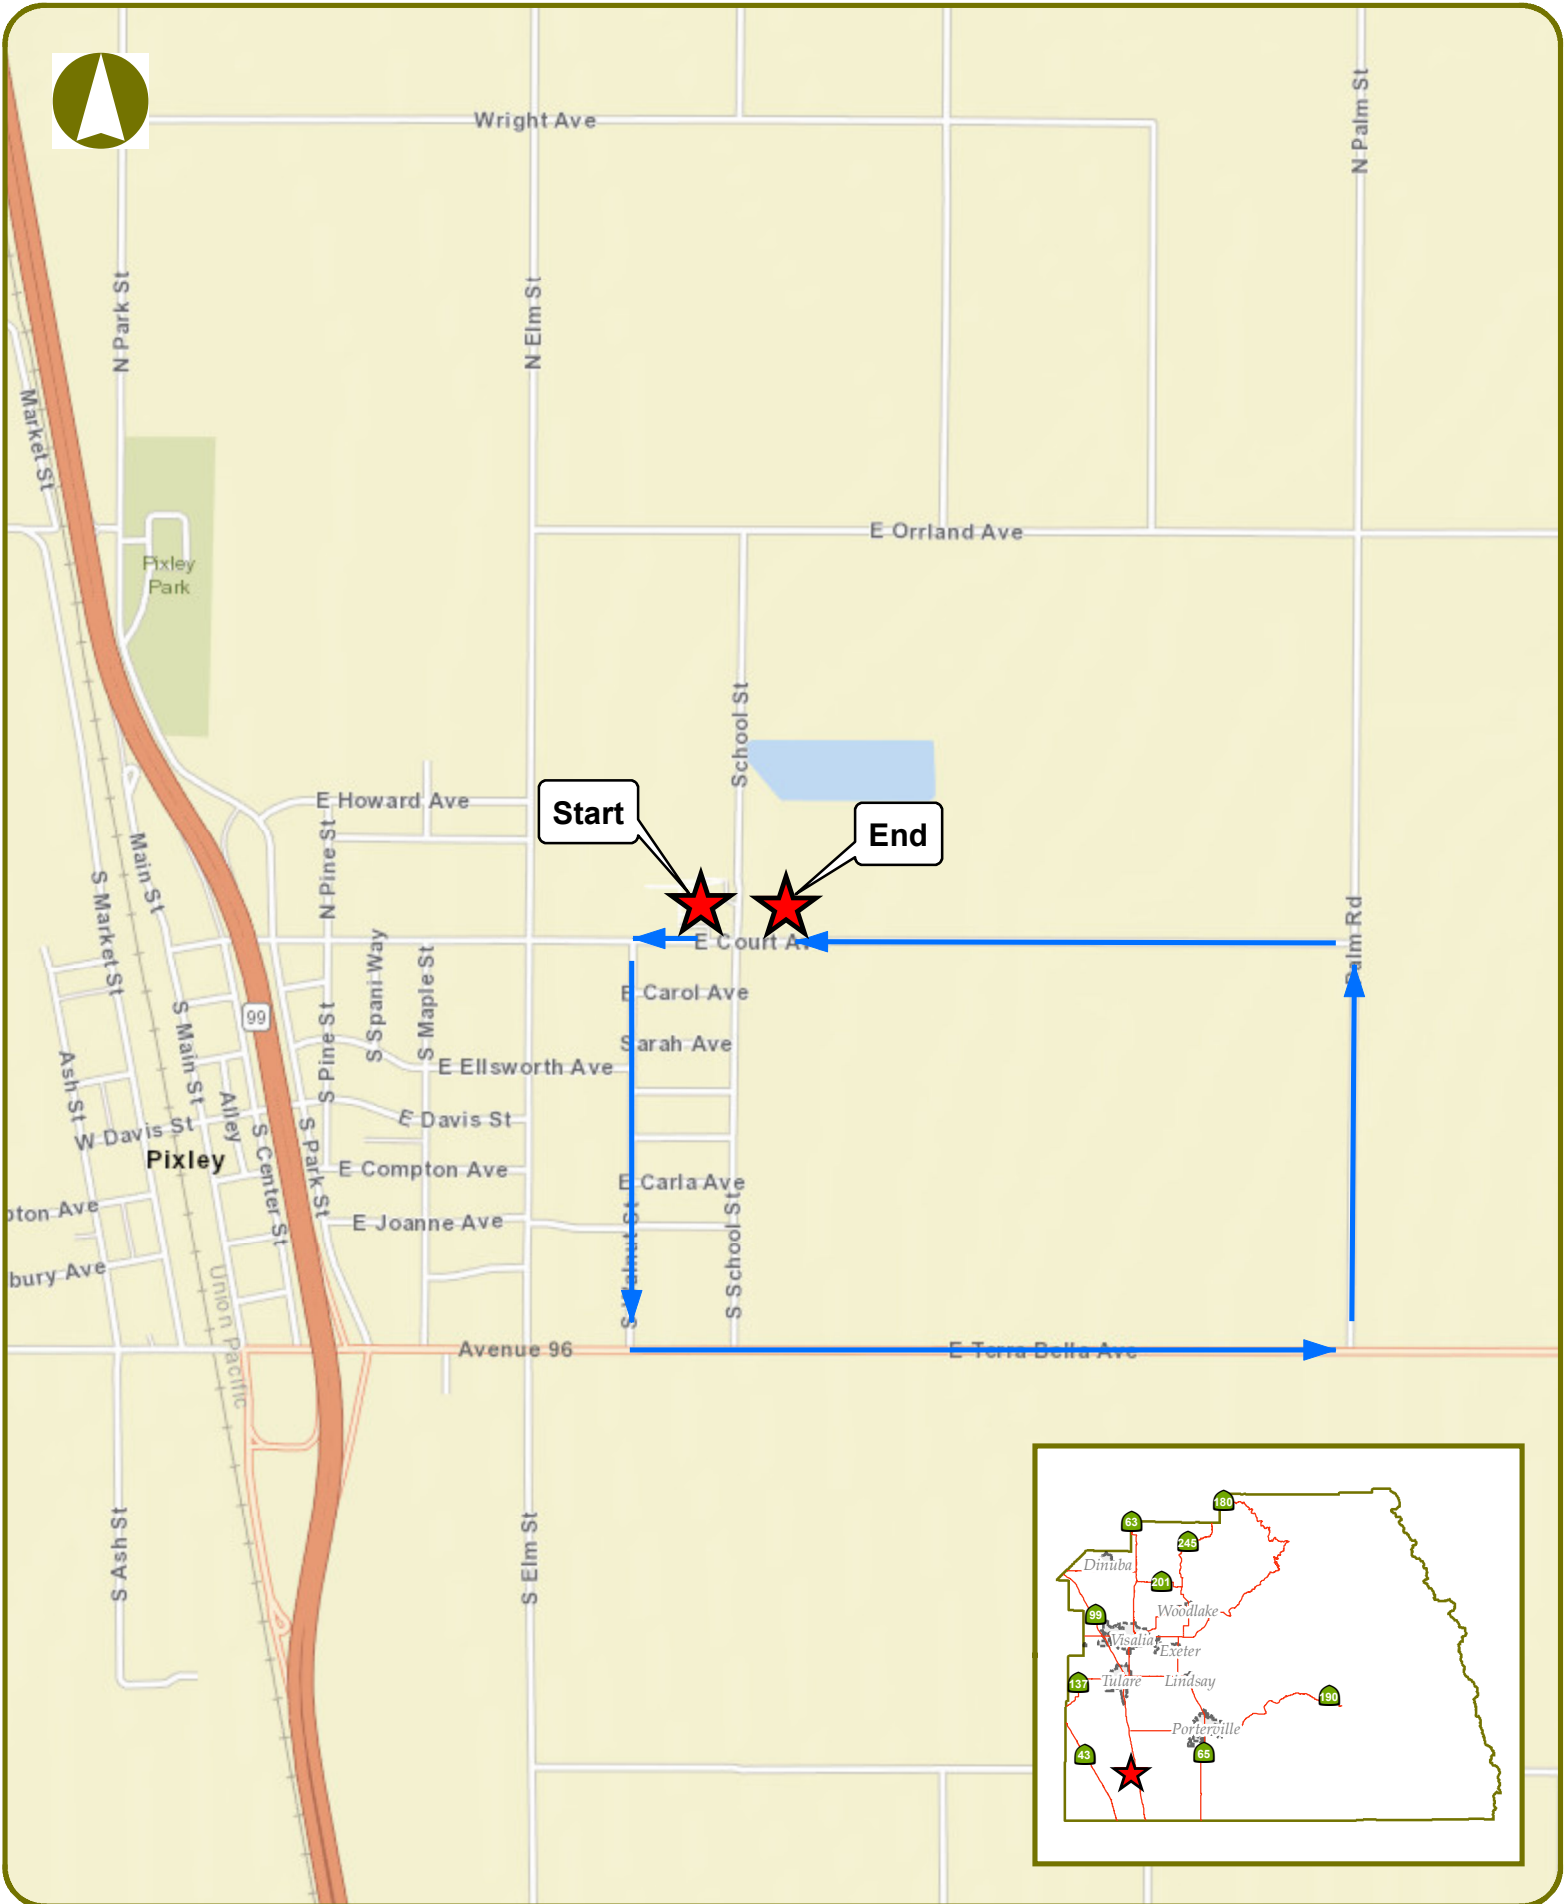 Wright Ave
N Palm St
N Park St
N Elm St
Market St
E Orrland Ave
Pixley
Park
School St
E Howard Ave
Start
End
N Pine St
Main St
S Market St
E Court Av
Palm Rd
S Spani Way
S Maple St
E Carol Ave
99
S Main St
S Pine St
Sarah Ave
E Ellsworth Ave
Ash St
Alley
E Davis St
W Davis St
S Center St
S Park St
Pixley
E Compton Ave
E Carla Ave
pton Ave
E Joanne Ave
S Walnut St
S School St
bury Ave
Union Pacific
Avenue 96
E Terra Bella Ave
S Ash St
S Elm St
180
63
245
Dinuba
201
Woodlake
99
Visalia
Exeter
137
Tulare
Lindsay
190
Porterville
43
65